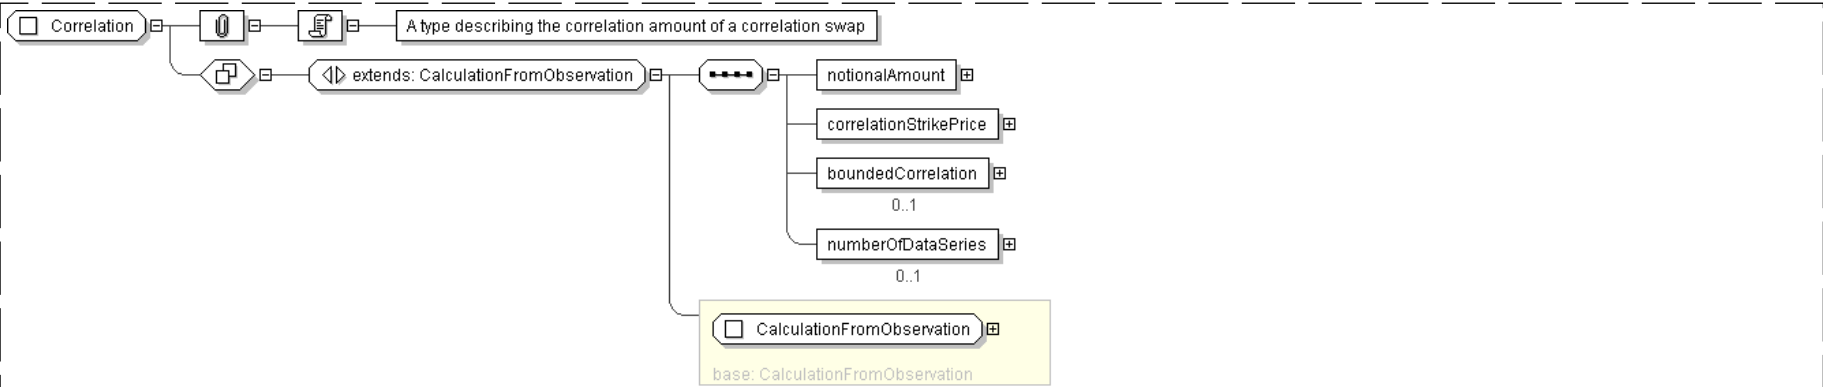 Correlation
A type describing the correlation amount of a correlation swap
extends: CalculationFromObservation
notionalAmount
correlationStrikePrice
boundedCorrelation
0..1
numberOfDataSeries
0..1
CalculationFromObservation
base: CalculationFromObservation